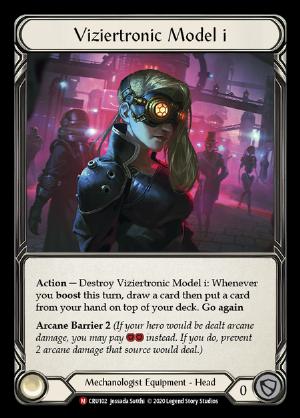 Viziertronic Model i
Action — Destroy Viziertronic Model i: Whenever
you boost this turn, draw a card then put a card
from your hand on top of your deck. Go again
Arcane Barrier 2 (If your hero would be dealt arcane
damage, you may pay instead. If you do, prevent
2 arcane damage that source would deal.)
Mechanologist Equipment - Head
0
M CRU102 Jessada Sutthi © 2020 Legend Story Studios